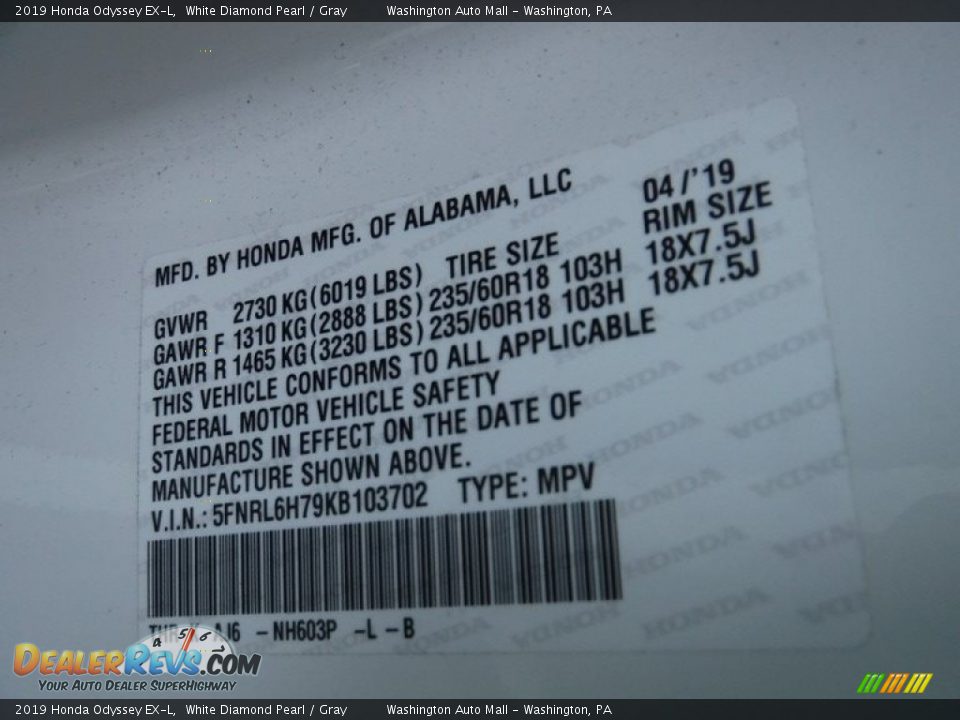 2019 Honda Odyssey EX-L, White Diamond Pearl / Gray Washington Auto Mall - Washington, PA
MFD. BY HONDA MFG. OF ALABAMA, LLC 04/'19
GVWR 2730 KG(6019 LBS) TIRE SIZE RIM SIZE
GAWR F 1310 KG(2888 LBS) 235/60R18 103H 18X7.5J
GAWR R 1465 KG(3230 LBS) 235/60R18 103H 18X7.5J
THIS VEHICLE CONFORMS TO ALL APPLICABLE
FEDERAL MOTOR VEHICLE SAFETY
STANDARDS IN EFFECT ON THE DATE OF
MANUFACTURE SHOWN ABOVE.
V.I.N.: 5FNRL6H79KB103702 TYPE: MPV
-NH603P -L -B
DEALERREVS.COM
YOUR AUTO DEALER SUPERHIGHWAY
2019 Honda Odyssey EX-L, White Diamond Pearl / Gray Washington Auto Mall - Washington, PA